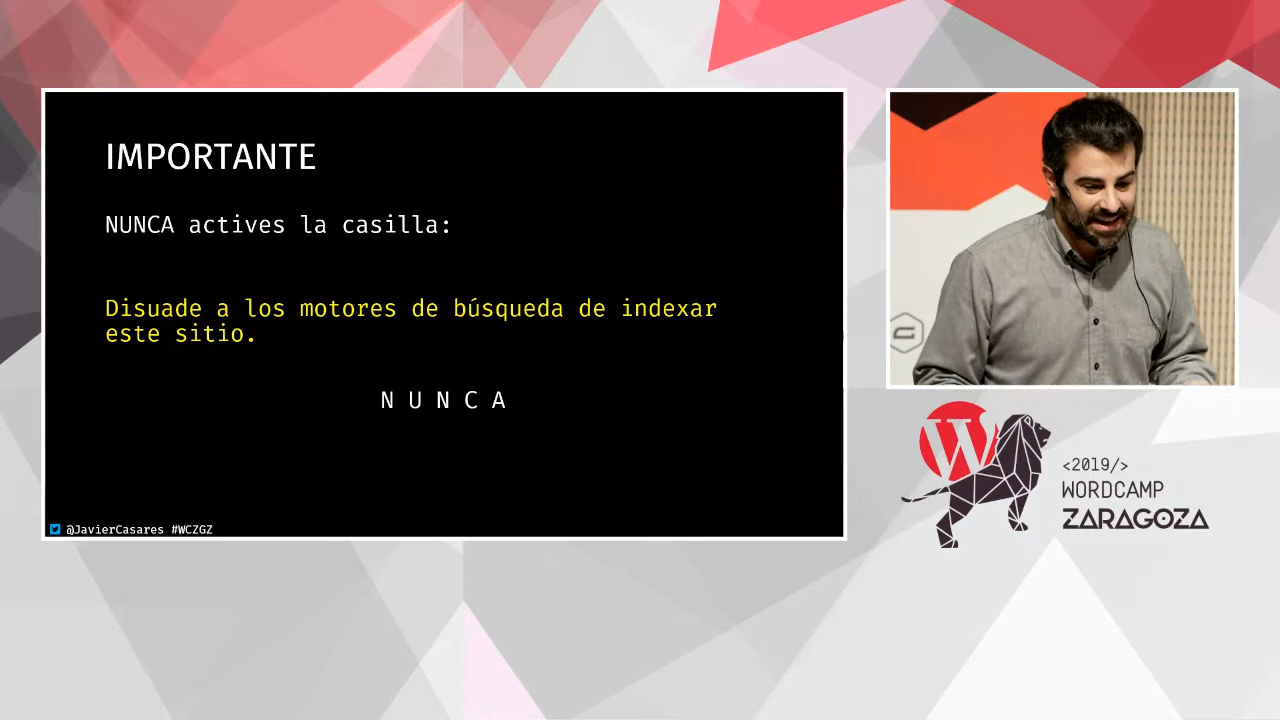 IMPORTANTE
NUNCA actives la casilla:
Disuade a los motores de búsqueda de indexar
este sitio.
N U N C A
@JavierCasares #WCZGZ
<2019/>
WORDCAMP
ZARAGOZA